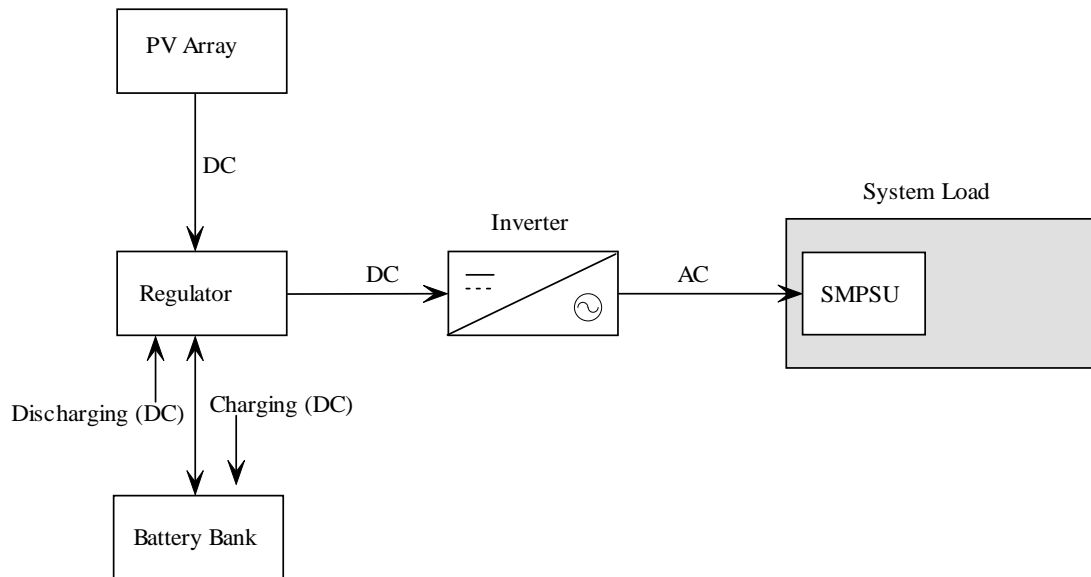 PV Array
DC
System Load
Inverter
Regulator
DC
AC
SMPSU
Discharging (DC)
Charging (DC)
Battery Bank